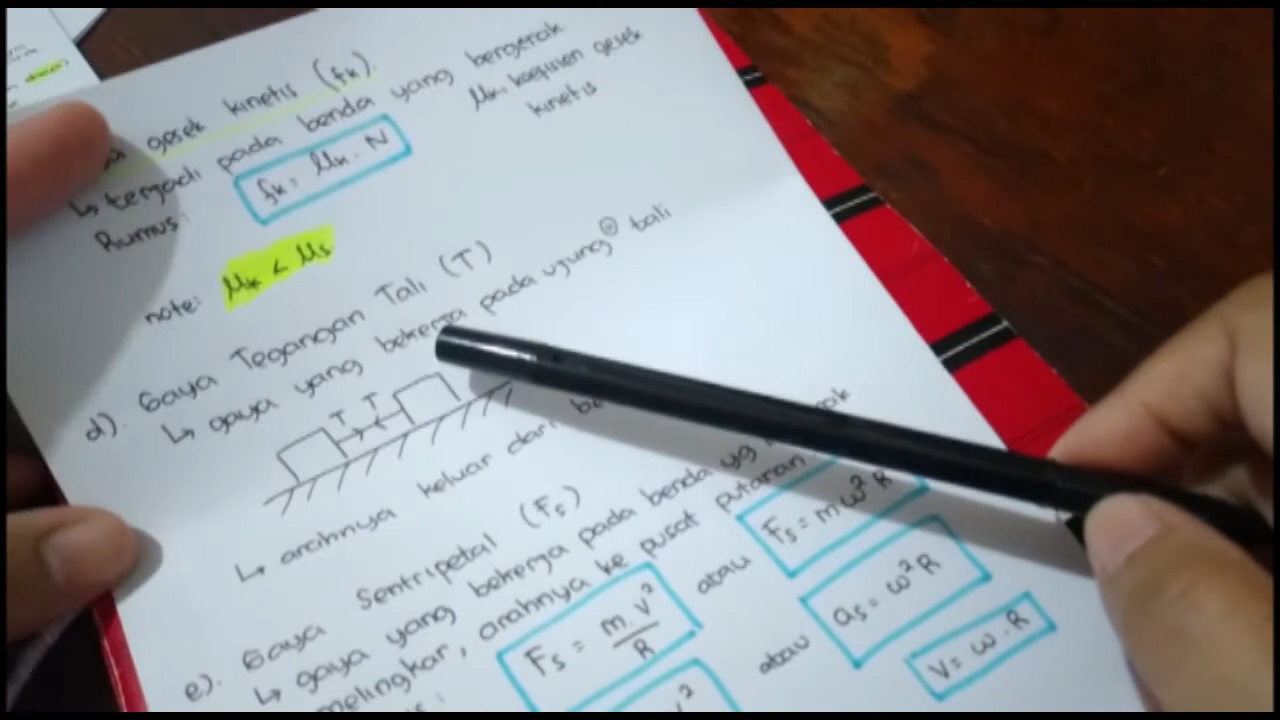 gesek kinetis (fk).
↳ terjadi pada benda yang bergerak
μk: koefisien gesek
kinetis
Rumus:
fk = μk . N
note: μk < μs
d). Gaya Tegangan Tali (T)
↳ gaya yang bekerja pada ujung² tali
T T
↳ arahnya keluar dari
e). Gaya Sentripetal (Fs)
↳ gaya yang bekerja pada benda yg
melingkar, arahnya ke pusat putaran.
Fs = m.v²/R
atau
Fs = mω²R
v²
atau
as = ω²R
V = ω . R